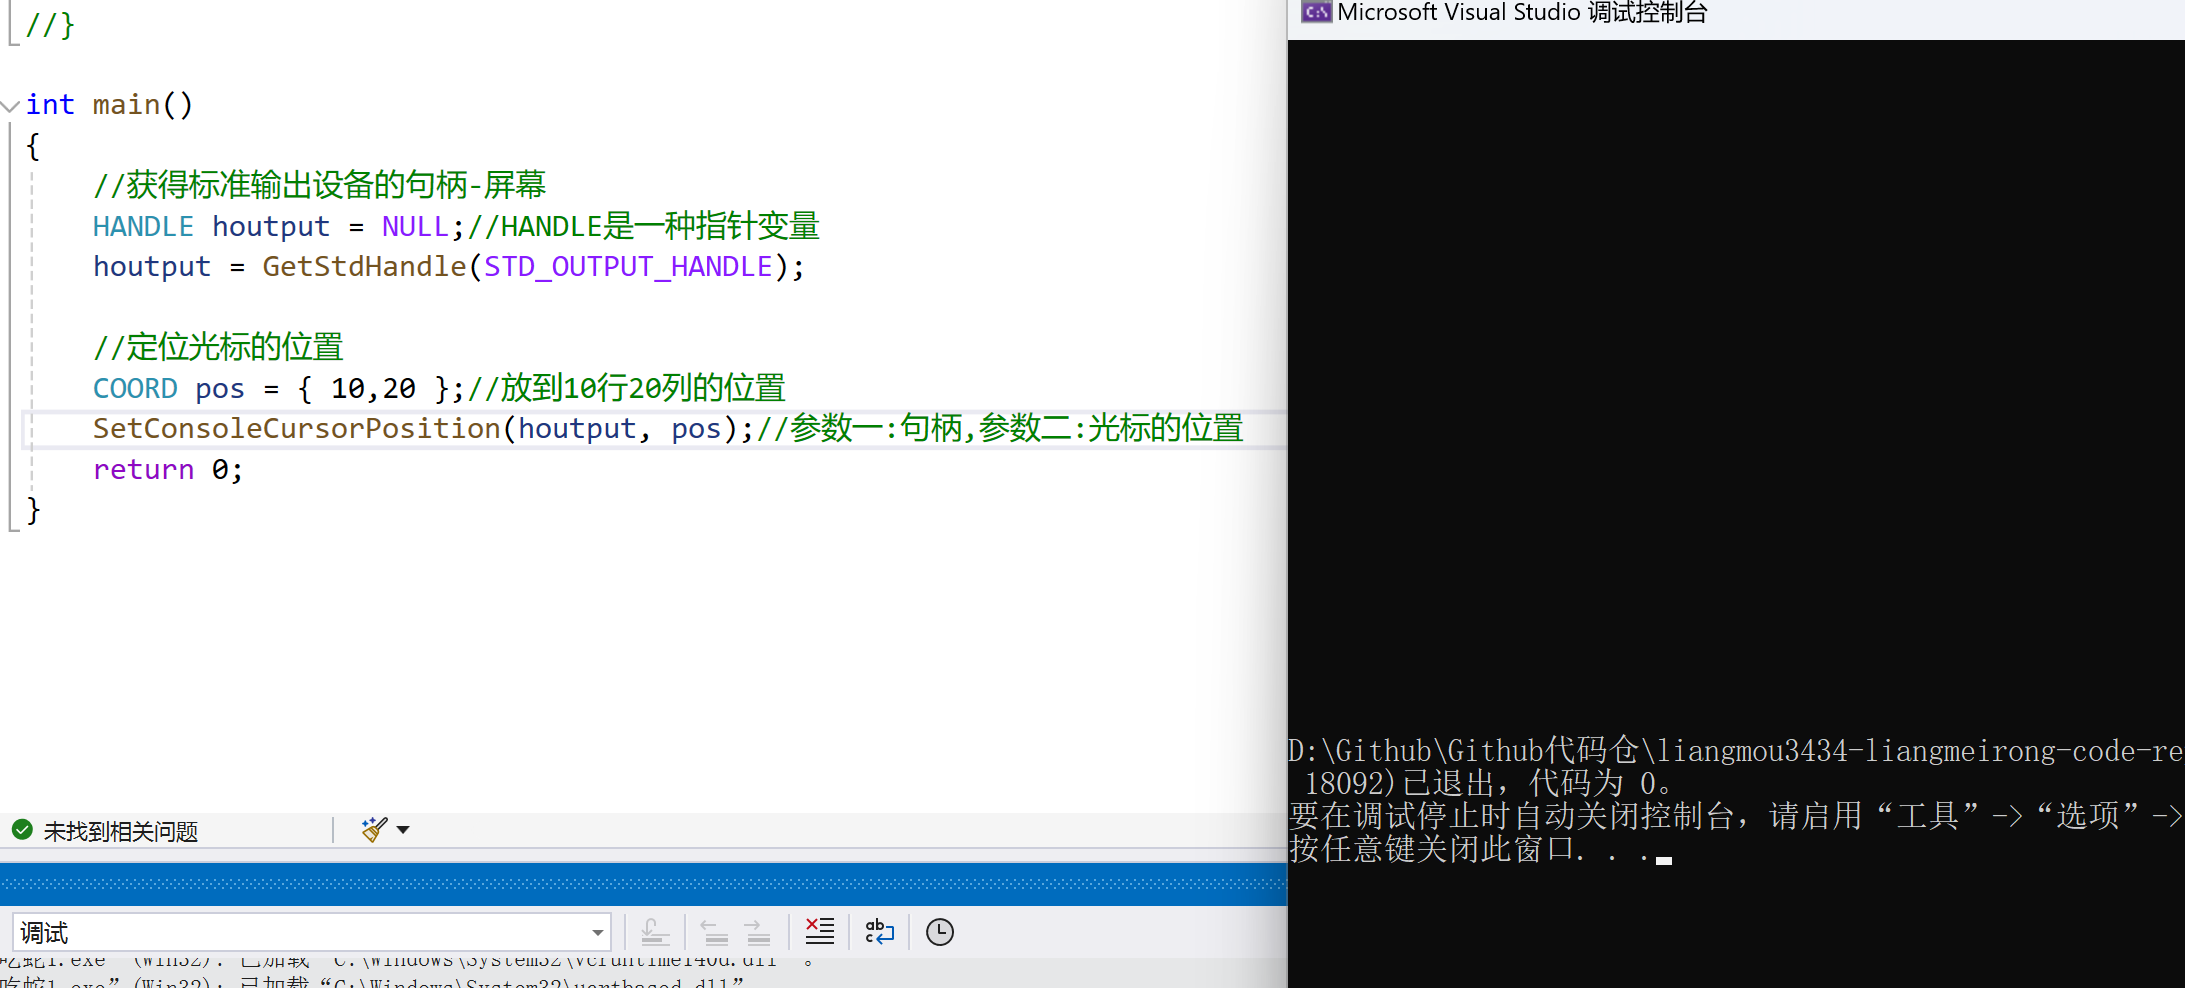 //}
int main()
{
//获得标准输出设备的句柄-屏幕
HANDLE houtput = NULL;//HANDLE是一种指针变量
houtput = GetStdHandle(STD_OUTPUT_HANDLE);
//定位光标的位置
COORD pos = { 10,20 };//放到10行20列的位置
SetConsoleCursorPosition(houtput, pos);//参数一:句柄,参数二:光标的位置
return 0;
}
未找到相关问题
调试
吃蛇1.exe” (Win32): 已加载 “C:\Windows\System32\vcruntime140d.dll” 。
吃蛇1.exe” (Win32): 已加载 “C:\Windows\System32\ucrtbased.dll”
Microsoft Visual Studio 调试控制台
D:\Github\Github代码仓\liangmou3434-liangmeirong-code-re
18092)已退出，代码为 0。
要在调试停止时自动关闭控制台，请启用“工具”->“选项”->
按任意键关闭此窗口. . .